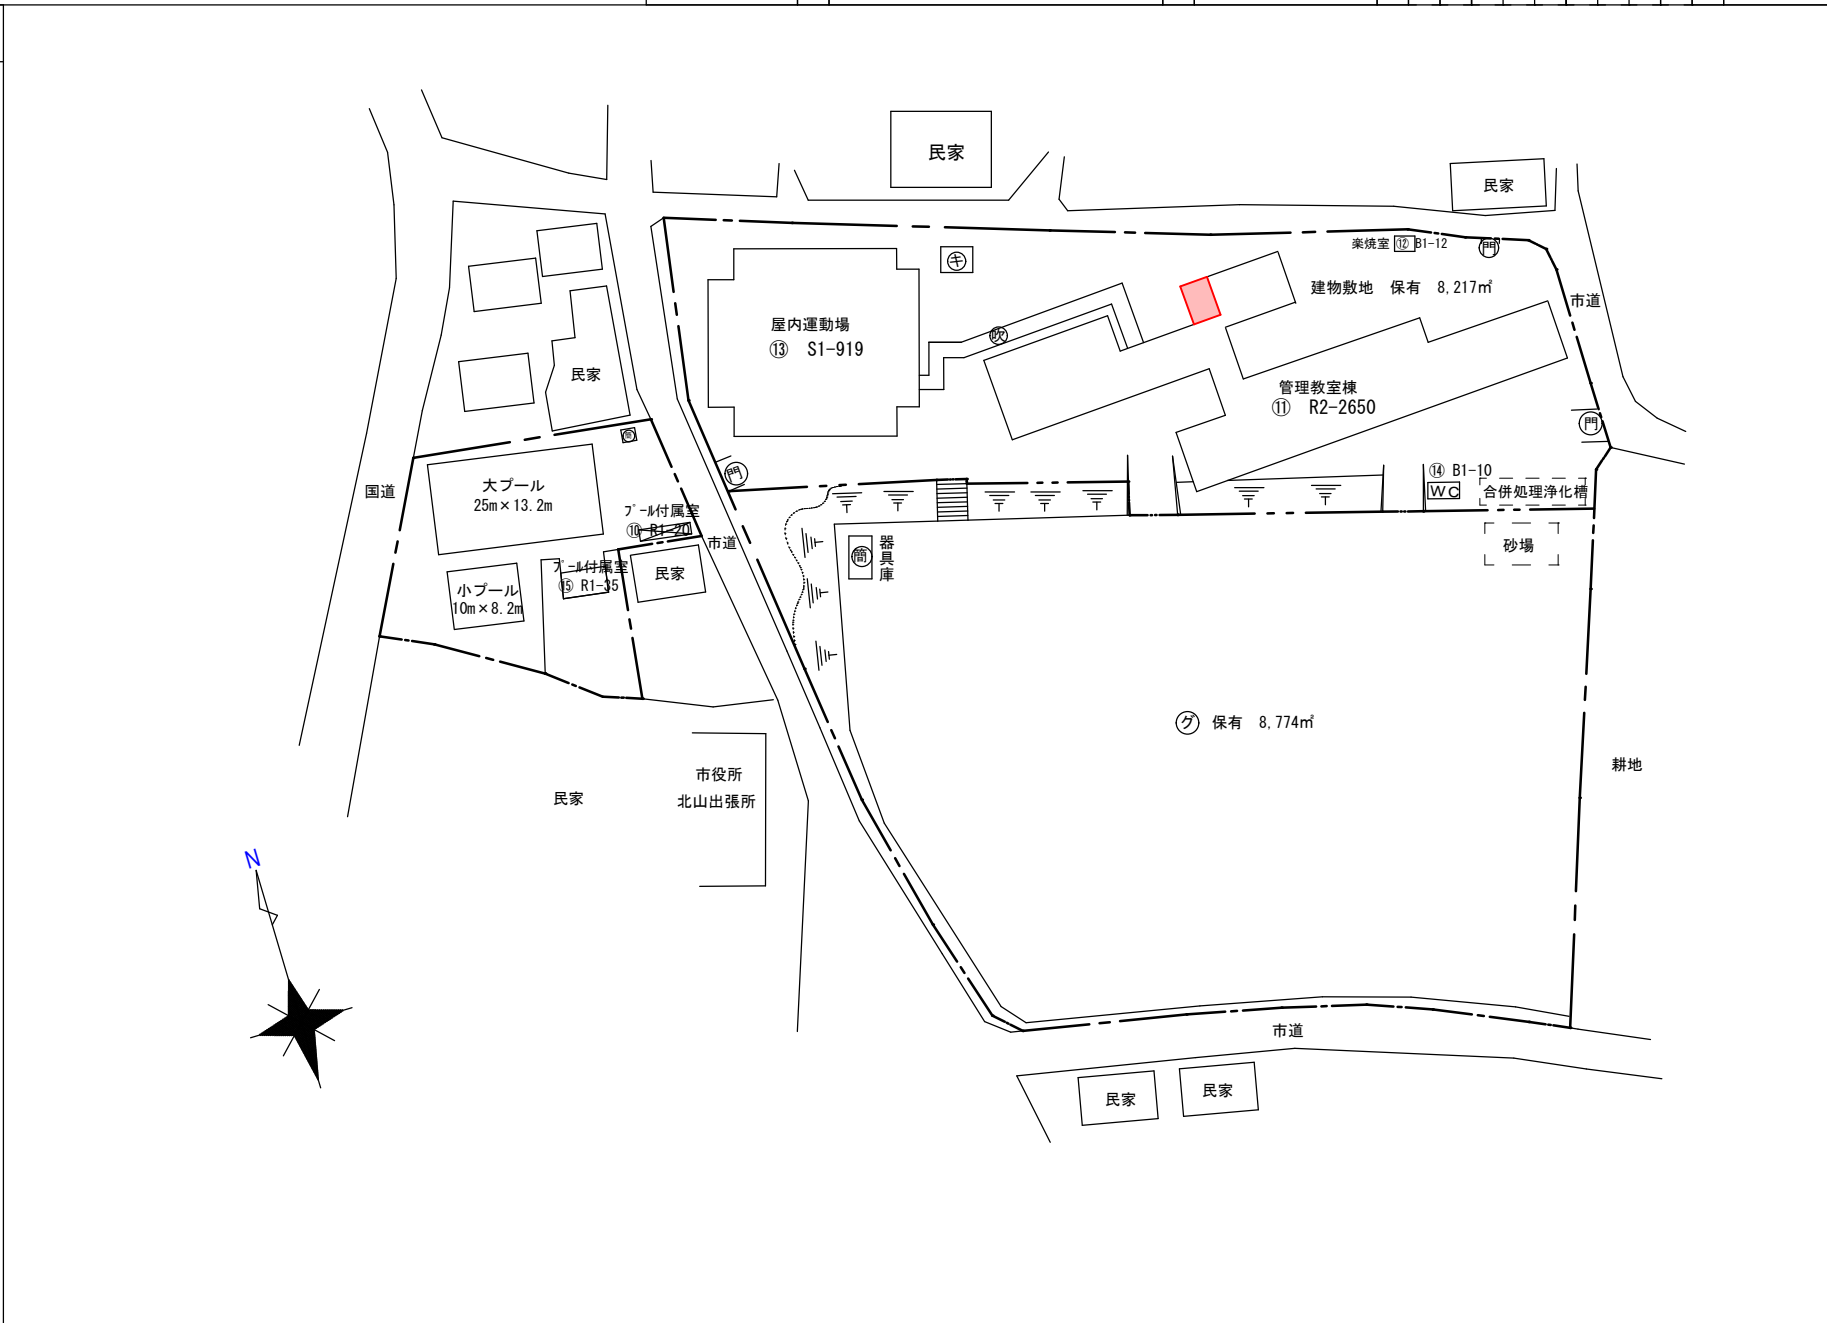 民家
民家
楽焼室 ⑫ B1-12
門
キ
建物敷地 保有 8,217㎡
市道
屋内運動場
⑬ S1-919
吹
民家
管理教室棟
⑪ R2-2650
門
簡
門
⑭ B1-10
WC
合併処理浄化槽
国道
大プール
25m×13.2m
プール付属室
⑩ R1-20
市道
砂場
簡
器具庫
プール付属室
⑮ R1-35
民家
小プール
10m×8.2m
グ 保有 8,774㎡
耕地
市役所
北山出張所
民家
N
市道
民家
民家